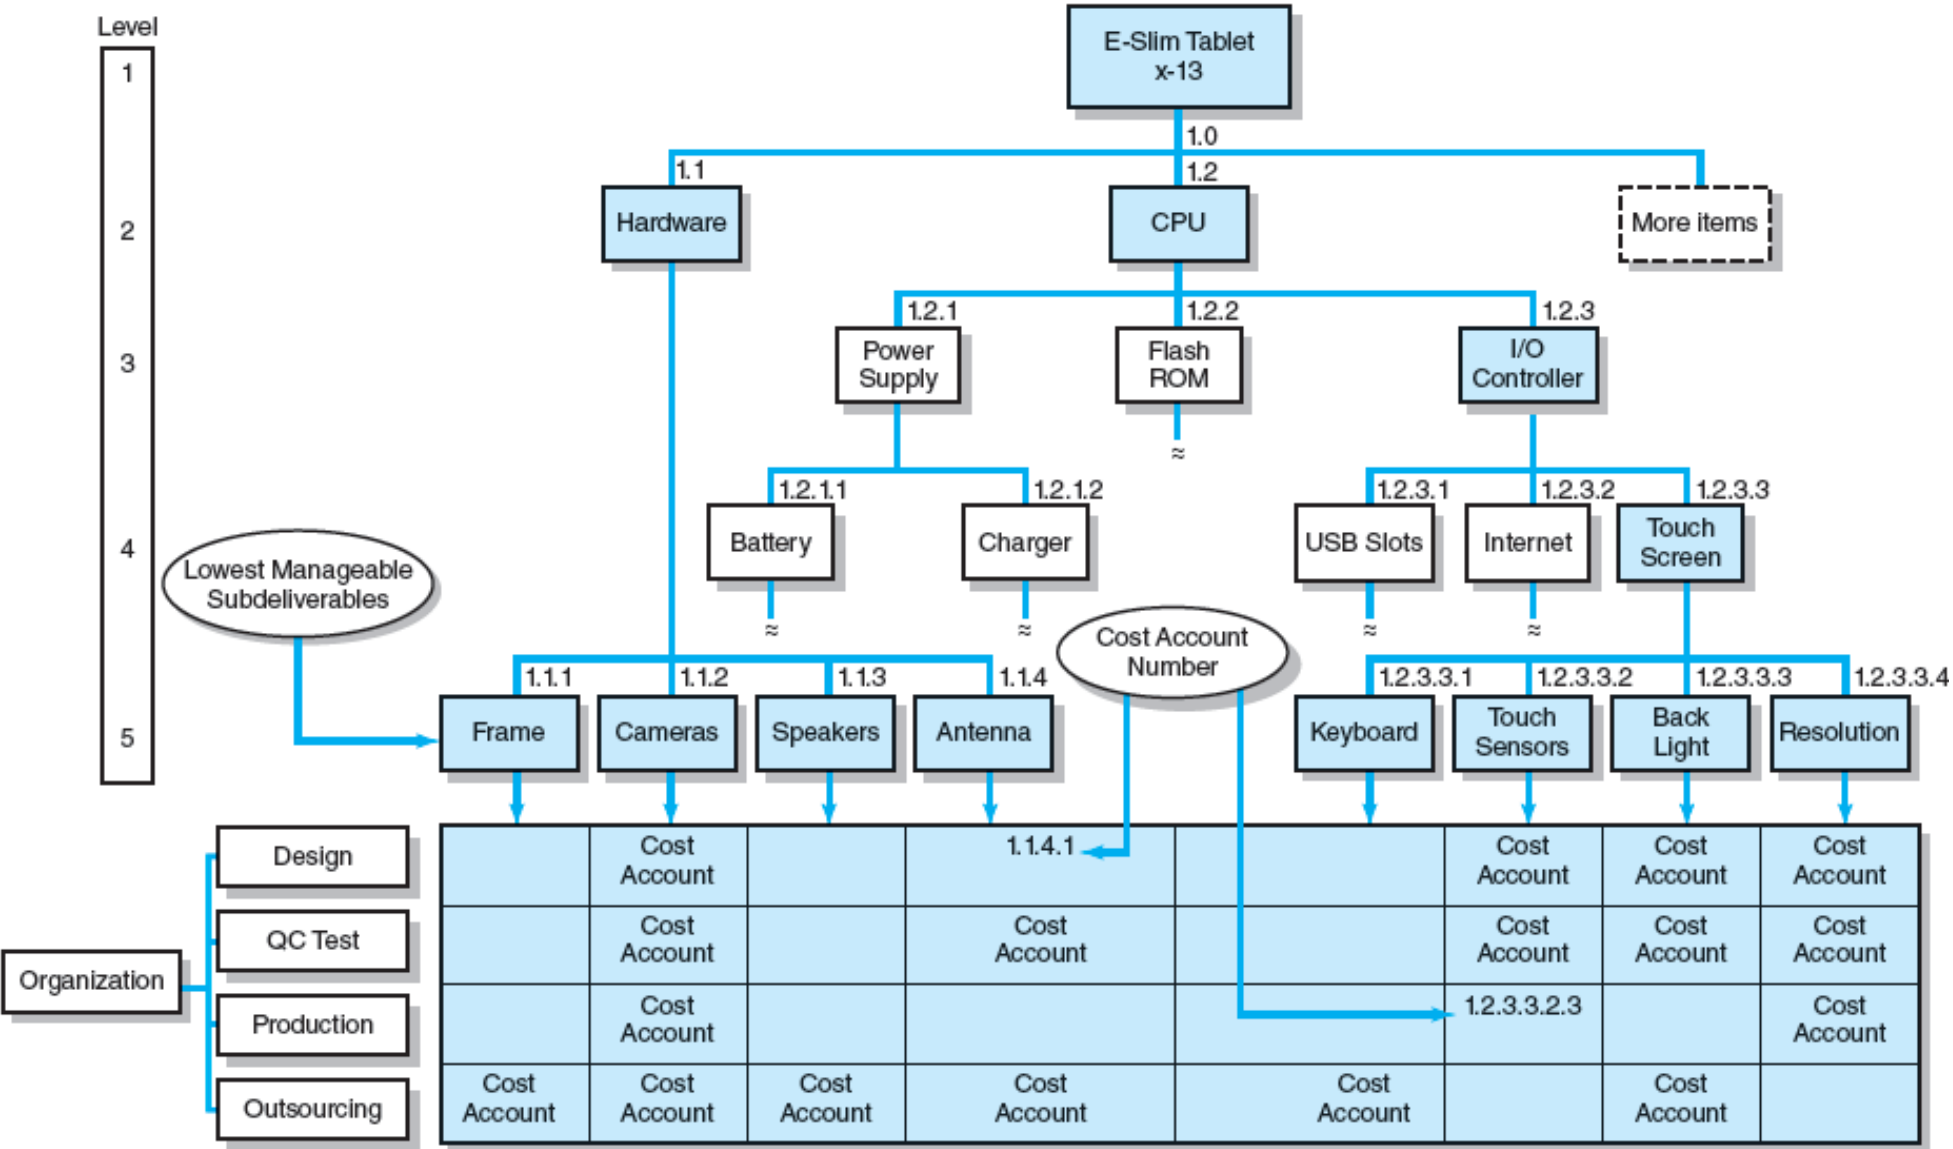 Level
1
2
3
4
5
E-Slim Tablet
x-13
1.0
1.1
1.2
Hardware
CPU
More items
1.2.1
1.2.2
1.2.3
Power
Supply
Flash
ROM
I/O
Controller
1.2.1.1
1.2.1.2
1.2.3.1
1.2.3.2
1.2.3.3
Battery
Charger
USB Slots
Internet
Touch
Screen
Lowest Manageable
Subdeliverables
Cost Account
Number
1.1.1
1.1.2
1.1.3
1.1.4
1.2.3.3.1
1.2.3.3.2
1.2.3.3.3
1.2.3.3.4
Frame
Cameras
Speakers
Antenna
Keyboard
Touch
Sensors
Back
Light
Resolution
Organization
Design
Cost
Account
1.1.4.1
Cost
Account
Cost
Account
Cost
Account
QC Test
Cost
Account
Cost
Account
Cost
Account
Cost
Account
Cost
Account
Production
Cost
Account
1.2.3.3.2.3
Cost
Account
Outsourcing
Cost
Account
Cost
Account
Cost
Account
Cost
Account
Cost
Account
Cost
Account